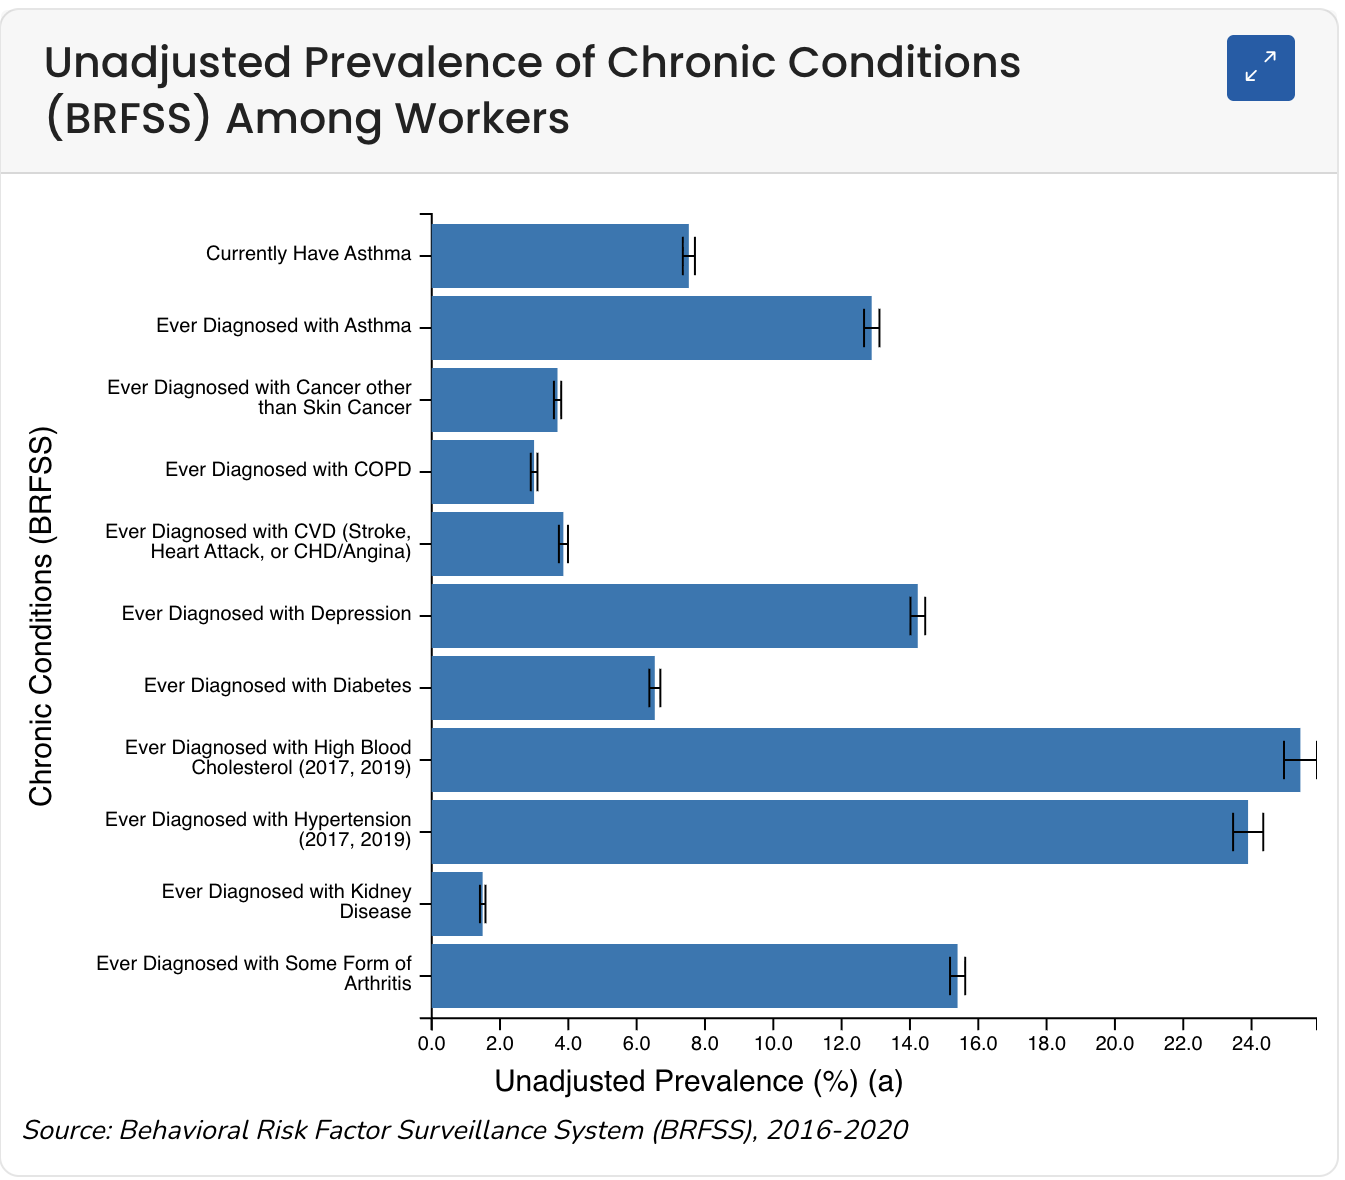 Unadjusted Prevalence of Chronic Conditions
(BRFSS) Among Workers
Chronic Conditions (BRFSS)
Currently Have Asthma
Ever Diagnosed with Asthma
Ever Diagnosed with Cancer other
than Skin Cancer
Ever Diagnosed with COPD
Ever Diagnosed with CVD (Stroke,
Heart Attack, or CHD/Angina)
Ever Diagnosed with Depression
Ever Diagnosed with Diabetes
Ever Diagnosed with High Blood
Cholesterol (2017, 2019)
Ever Diagnosed with Hypertension
(2017, 2019)
Ever Diagnosed with Kidney
Disease
Ever Diagnosed with Some Form of
Arthritis
0.0 2.0 4.0 6.0 8.0 10.0 12.0 14.0 16.0 18.0 20.0 22.0 24.0
Unadjusted Prevalence (%) (a)
Source: Behavioral Risk Factor Surveillance System (BRFSS), 2016-2020